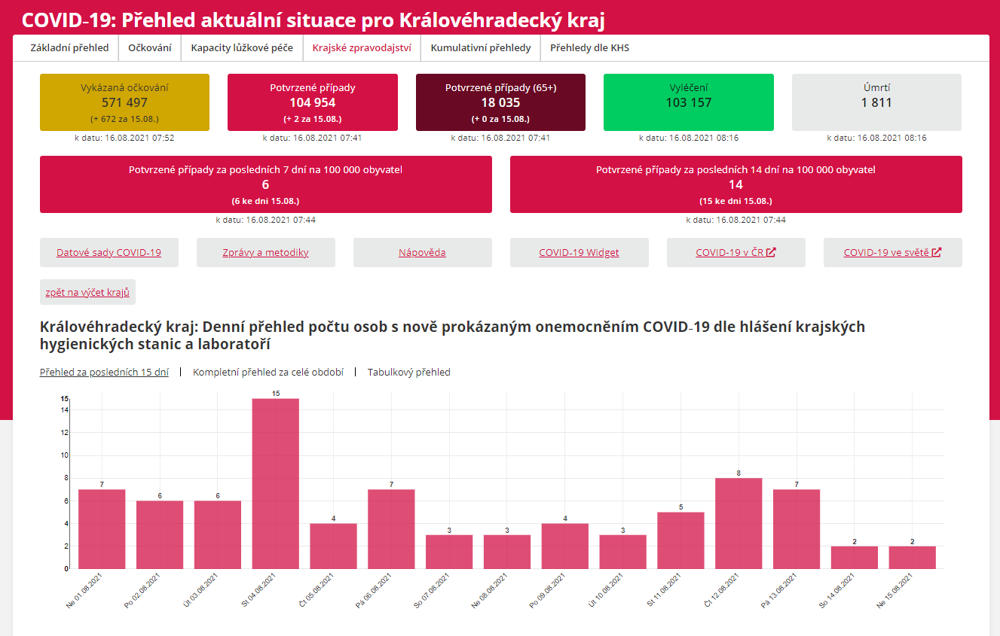 COVID-19: Přehled aktuální situace pro Královéhradecký kraj
Základní přehled
Očkování
Kapacity lůžkové péče
Krajské zpravodajství
Kumulativní přehledy
Přehledy dle KHS
Vykázaná očkování
571 497
(+ 672 za 15.08.)
k datu: 16.08.2021 07:52
Potvrzené případy
104 954
(+ 2 za 15.08.)
k datu: 16.08.2021 07:41
Potvrzené případy (65+)
18 035
(+ 0 za 15.08.)
k datu: 16.08.2021 07:41
Vyléčení
103 157
k datu: 16.08.2021 08:16
Úmrtí
1 811
k datu: 16.08.2021 08:16
Potvrzené případy za posledních 7 dní na 100 000 obyvatel
6
(6 ke dni 15.08.)
k datu: 16.08.2021 07:44
Potvrzené případy za posledních 14 dní na 100 000 obyvatel
14
(15 ke dni 15.08.)
k datu: 16.08.2021 07:44
Datové sady COVID-19
Zprávy a metodiky
Nápověda
COVID-19 Widget
COVID-19 v ČR
COVID-19 ve světě
zpět na výčet krajů
Královéhradecký kraj: Denní přehled počtu osob s nově prokázaným onemocněním COVID-19 dle hlášení krajských
hygienických stanic a laboratoří
Přehled za posledních 15 dní
Kompletní přehled za celé období
Tabulkový přehled
15
14
12
10
8
6
4
2
0
7
6
6
15
4
7
3
3
4
3
5
8
7
2
2
Ne 01.08.2021
Po 02.08.2021
Út 03.08.2021
St 04.08.2021
Čt 05.08.2021
Pá 06.08.2021
So 07.08.2021
Ne 08.08.2021
Po 09.08.2021
Út 10.08.2021
St 11.08.2021
Čt 12.08.2021
Pá 13.08.2021
So 14.08.2021
Ne 15.08.2021